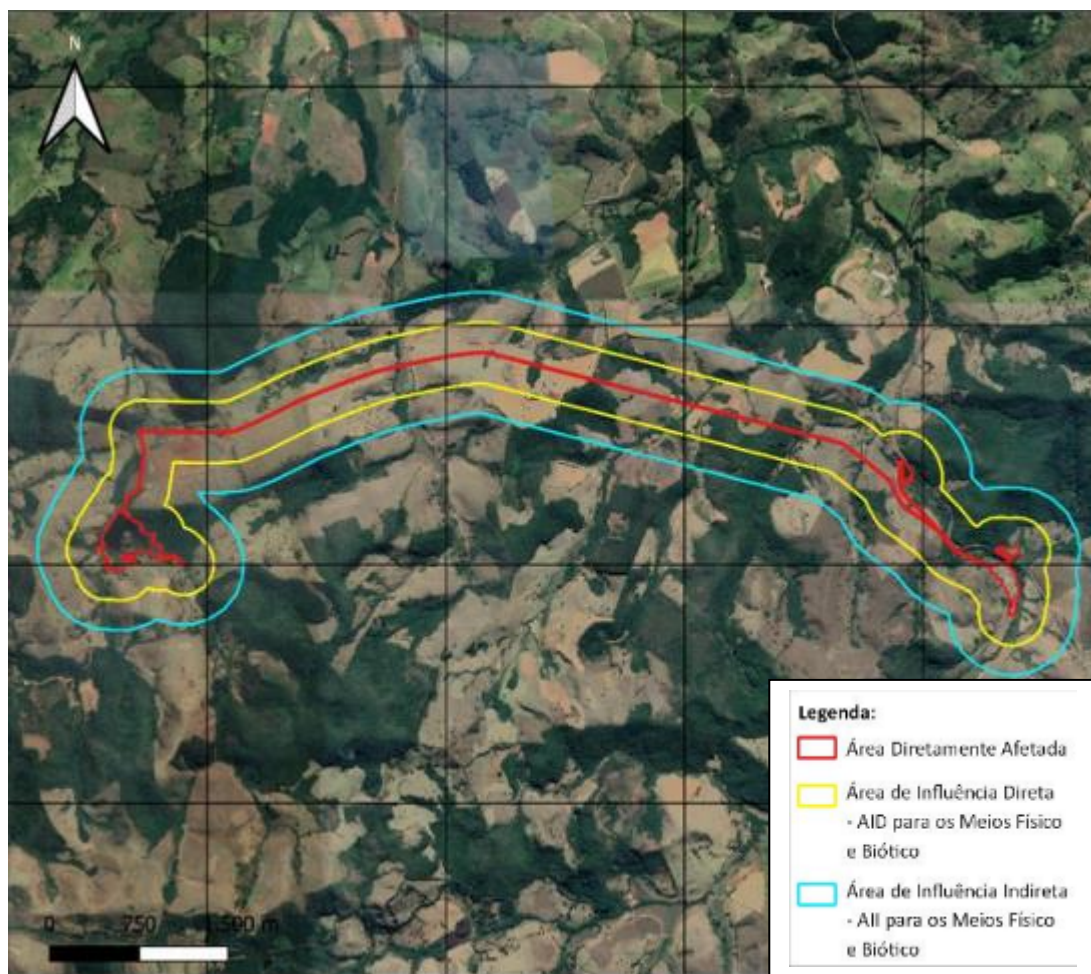 N
0 750 1.500 m
Legenda:
Área Diretamente Afetada
Área de Influência Direta
- AID para os Meios Físico
e Biótico
Área de Influência Indireta
- AII para os Meios Físico
e Biótico